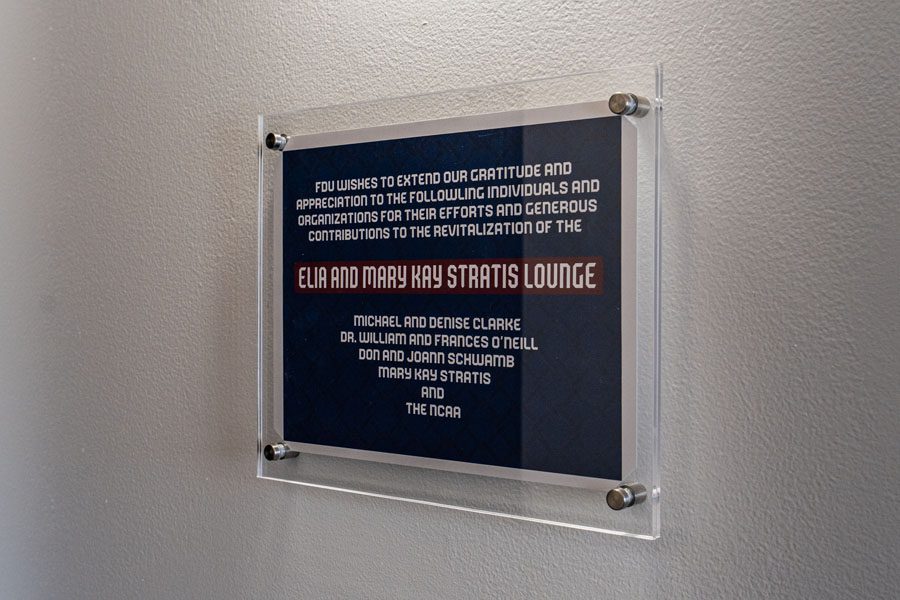 FDU WISHES TO EXTEND OUR GRATITUDE AND
APPRECIATION TO THE FOLLOWLING INDIVIDUALS AND
ORGANIZATIONS FOR THEIR EFFORTS AND GENEROUS
CONTRIBUTIONS TO THE REVITALIZATION OF THE
ELIA AND MARY KAY STRATIS LOUNGE
MICHAEL AND DENISE CLARKE
DR. WILLIAM AND FRANCES O'NEILL
DON AND JOANN SCHWAMB
MARY KAY STRATIS
AND
THE NCAA